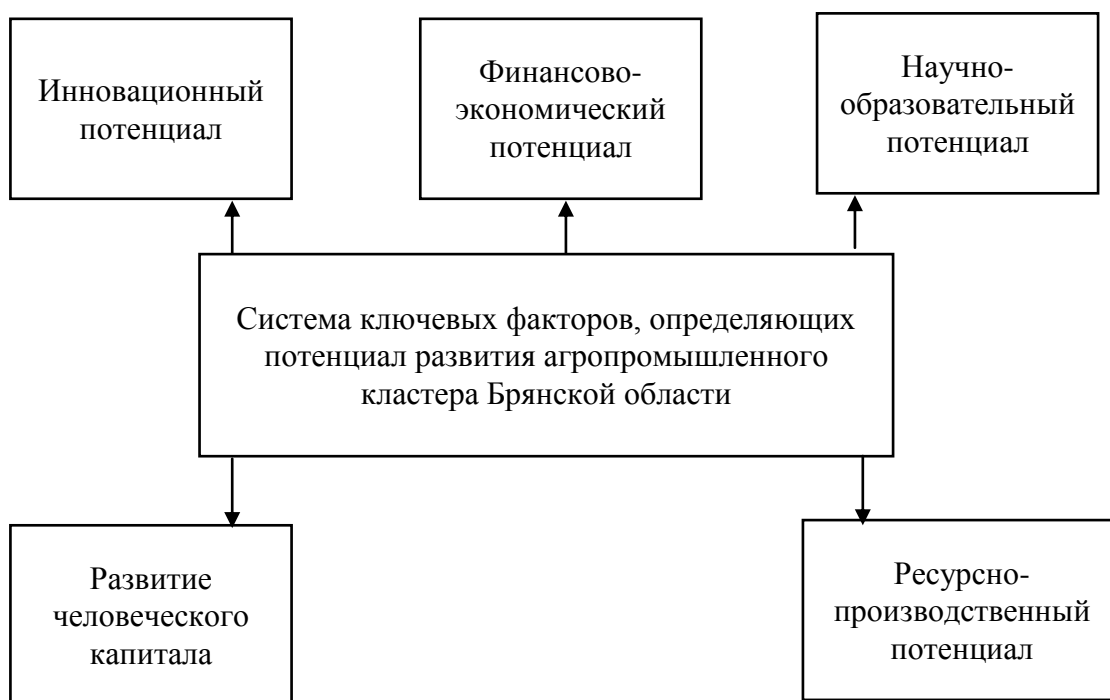 Инновационный
потенциал
Финансово-
экономический
потенциал
Научно-
образовательный
потенциал
Система ключевых факторов, определяющих
потенциал развития агропромышленного
кластера Брянской области
Развитие
человеческого
капитала
Ресурсно-
производственный
потенциал